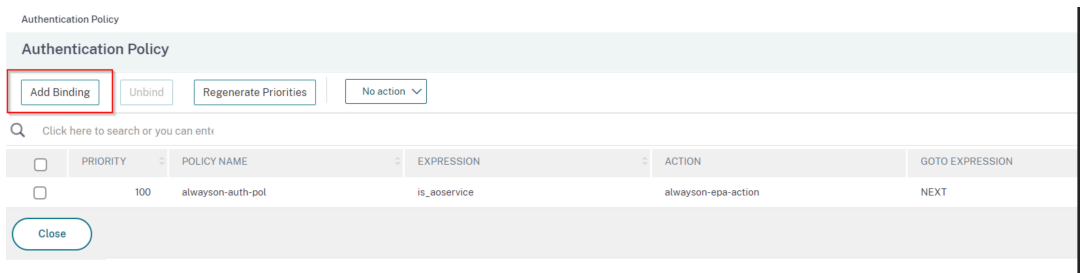 Authentication Policy
Authentication Policy
Add Binding Unbind Regenerate Priorities No action
Click here to search or you can ente
PRIORITY POLICY NAME EXPRESSION ACTION GOTO EXPRESSION
100 alwayson-auth-pol is_aoservice alwayson-epa-action NEXT
Close